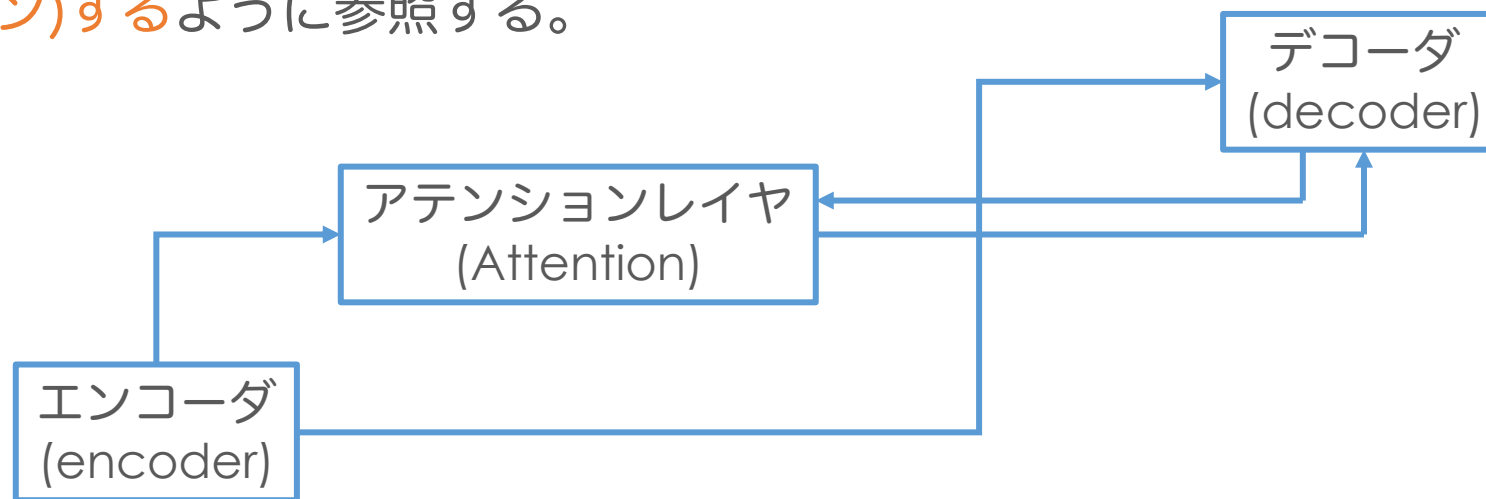 ン)するように参照する。
デコーダ
(decoder)
アテンションレイヤ
(Attention)
エンコーダ
(encoder)